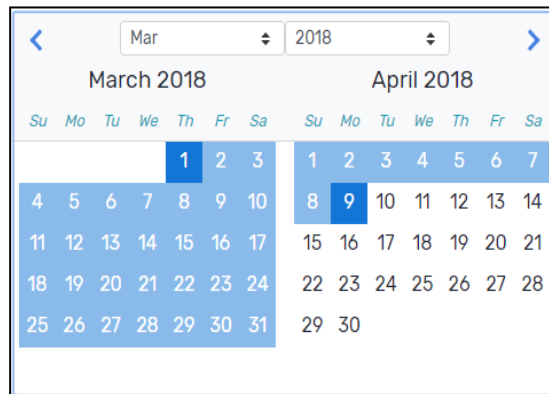 Mar 2018
March 2018
Su Mo Tu We Th Fr Sa
1 2 3
4 5 6 7 8 9 10
11 12 13 14 15 16 17
18 19 20 21 22 23 24
25 26 27 28 29 30 31
April 2018
Su Mo Tu We Th Fr Sa
1 2 3 4 5 6 7
8 9 10 11 12 13 14
15 16 17 18 19 20 21
22 23 24 25 26 27 28
29 30